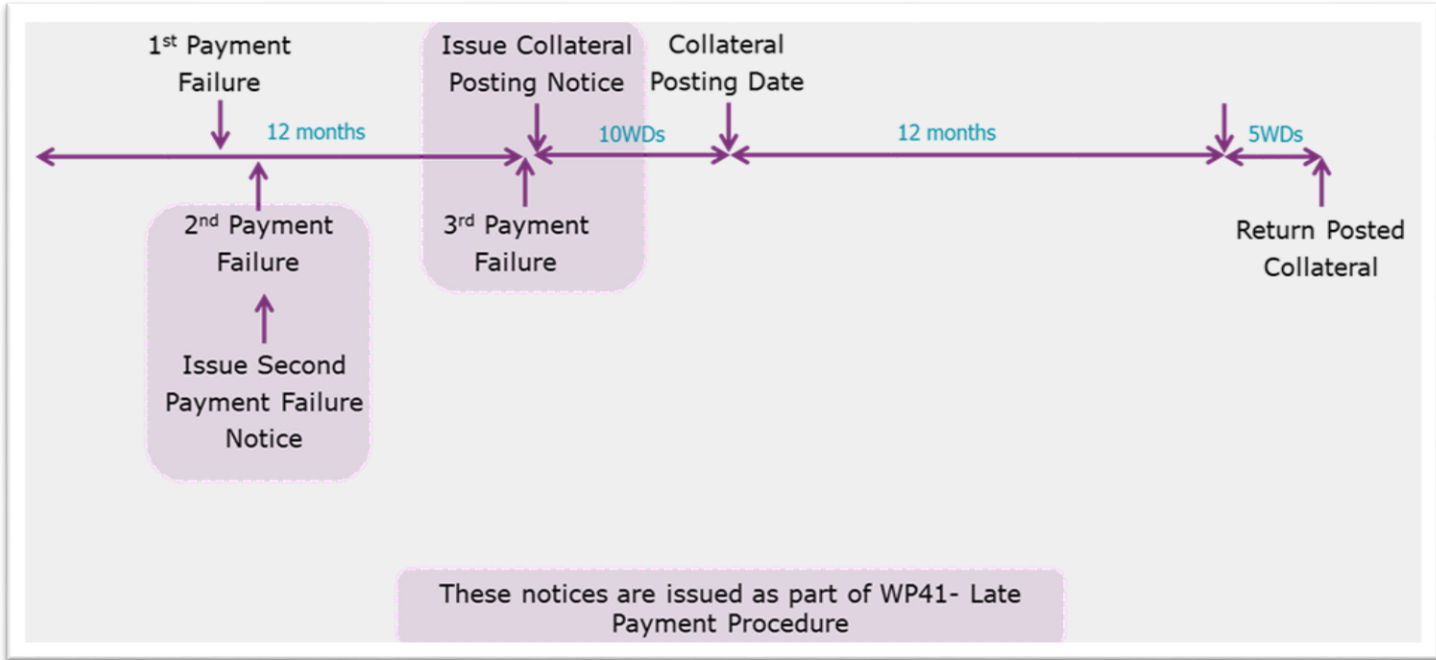 1st Payment
Failure
Issue Collateral
Posting Notice
Collateral
Posting Date
12 months
10WDs
12 months
5WDs
2nd Payment
Failure
3rd Payment
Failure
Return Posted
Collateral
Issue Second
Payment Failure
Notice
These notices are issued as part of WP41- Late
Payment Procedure